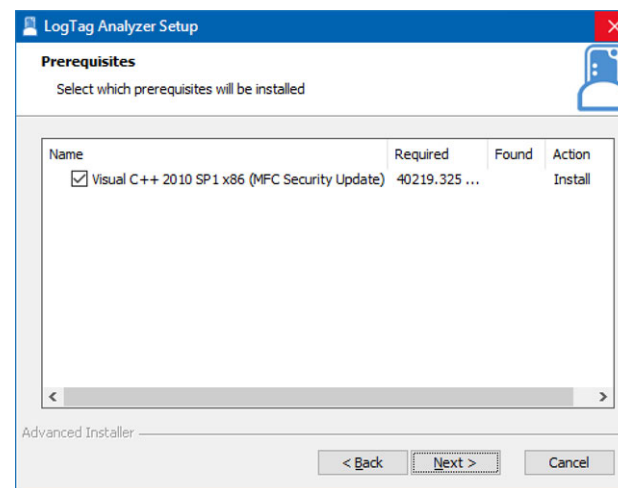 LogTag Analyzer Setup
Prerequisites
Select which prerequisites will be installed
Name Required Found Action
Visual C++ 2010 SP1 x86 (MFC Security Update) 40219.325 ... Install
Advanced Installer
< Back Next > Cancel